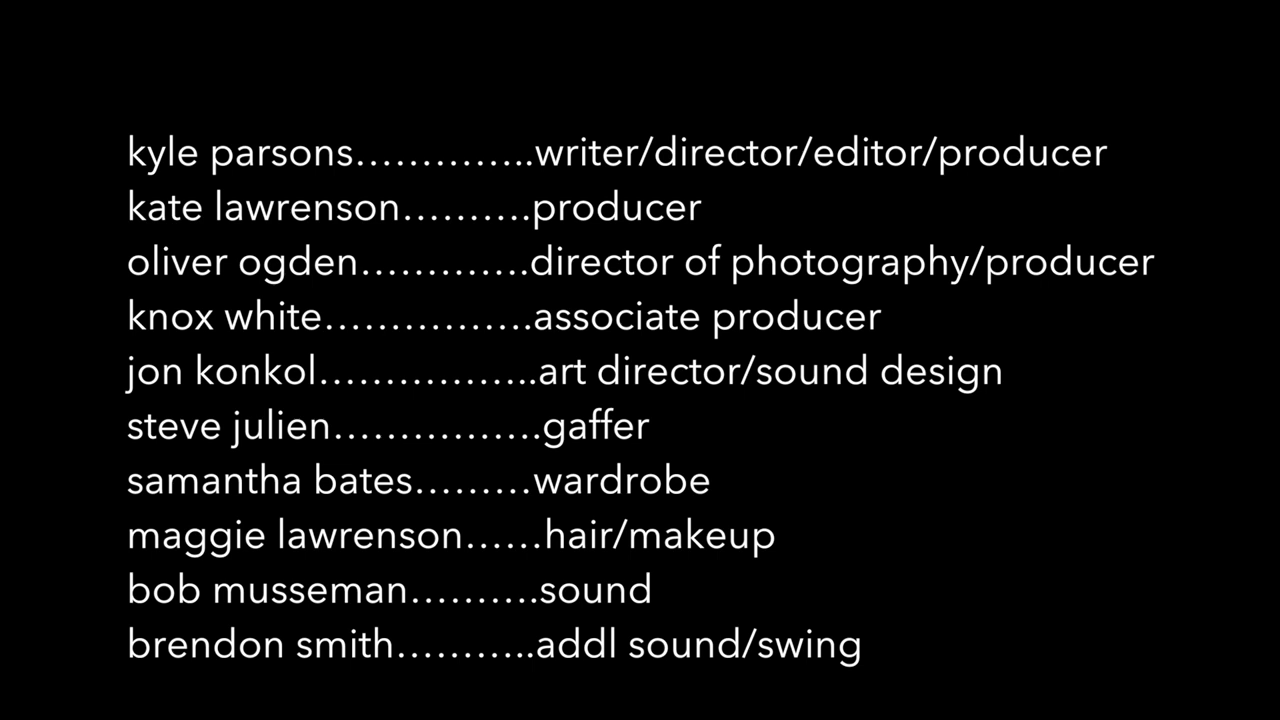 kyle parsons…………..writer/director/editor/producer
kate lawrenson……….producer
oliver ogden………….director of photography/producer
knox white…………….associate producer
jon konkol……………..art director/sound design
steve julien…………….gaffer
samantha bates………wardrobe
maggie lawrenson……hair/makeup
bob musseman……….sound
brendon smith………..addl sound/swing